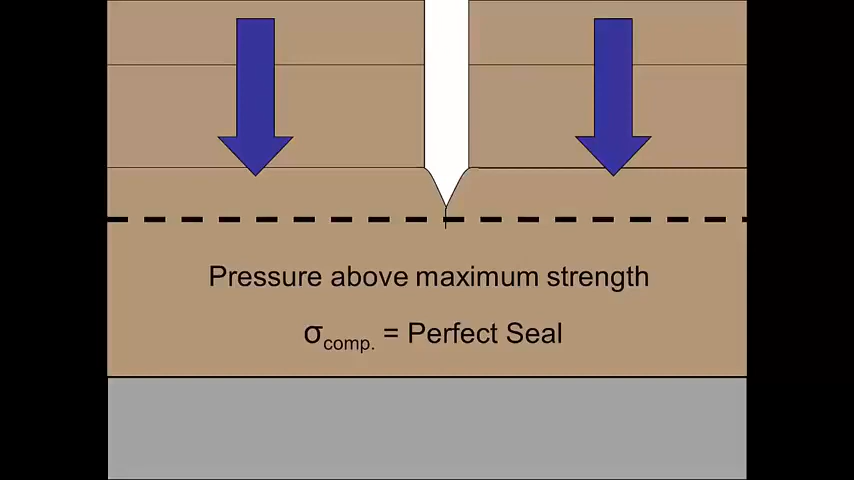 Pressure above maximum strength
σcomp. = Perfect Seal